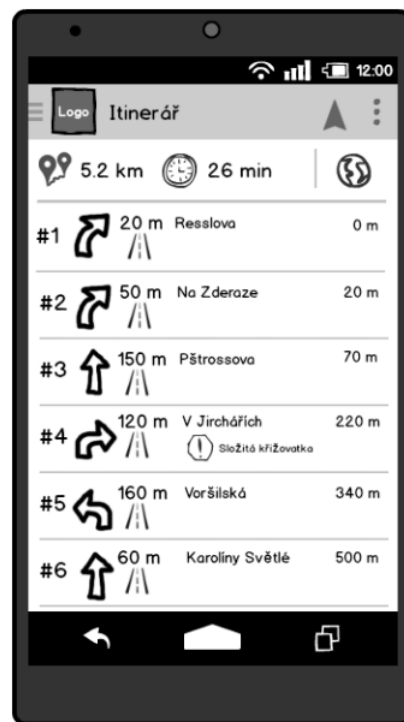 12:00
Logo Itinerář
5.2 km 26 min
#1 20 m Resslova 0 m
#2 50 m Na Zderaze 20 m
#3 150 m Pštrossova 70 m
#4 120 m V Jirchářích 220 m
Složitá křižovatka
#5 160 m Voršilská 340 m
#6 60 m Karolíny Světlé 500 m